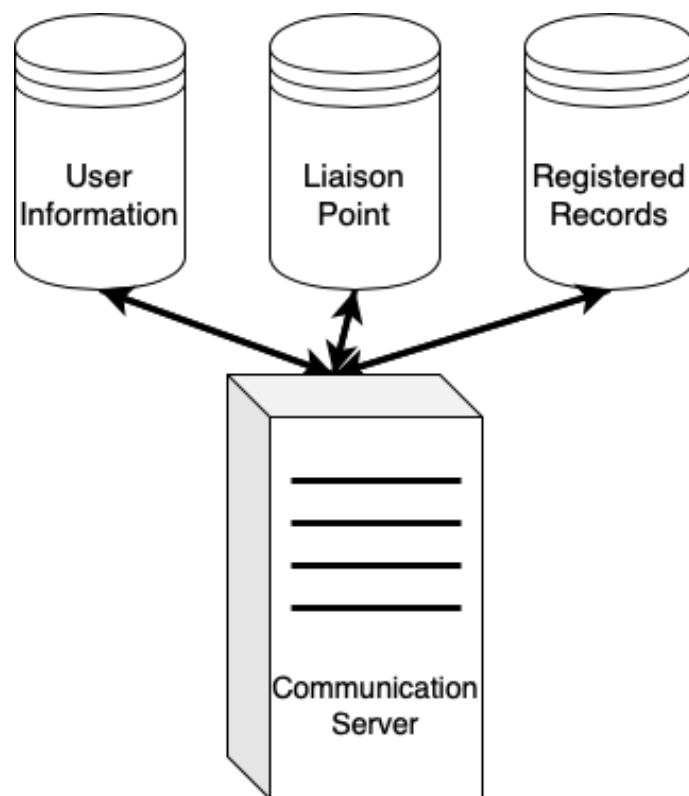 User
Information
Liaison
Point
Registered
Records
Communication
Server